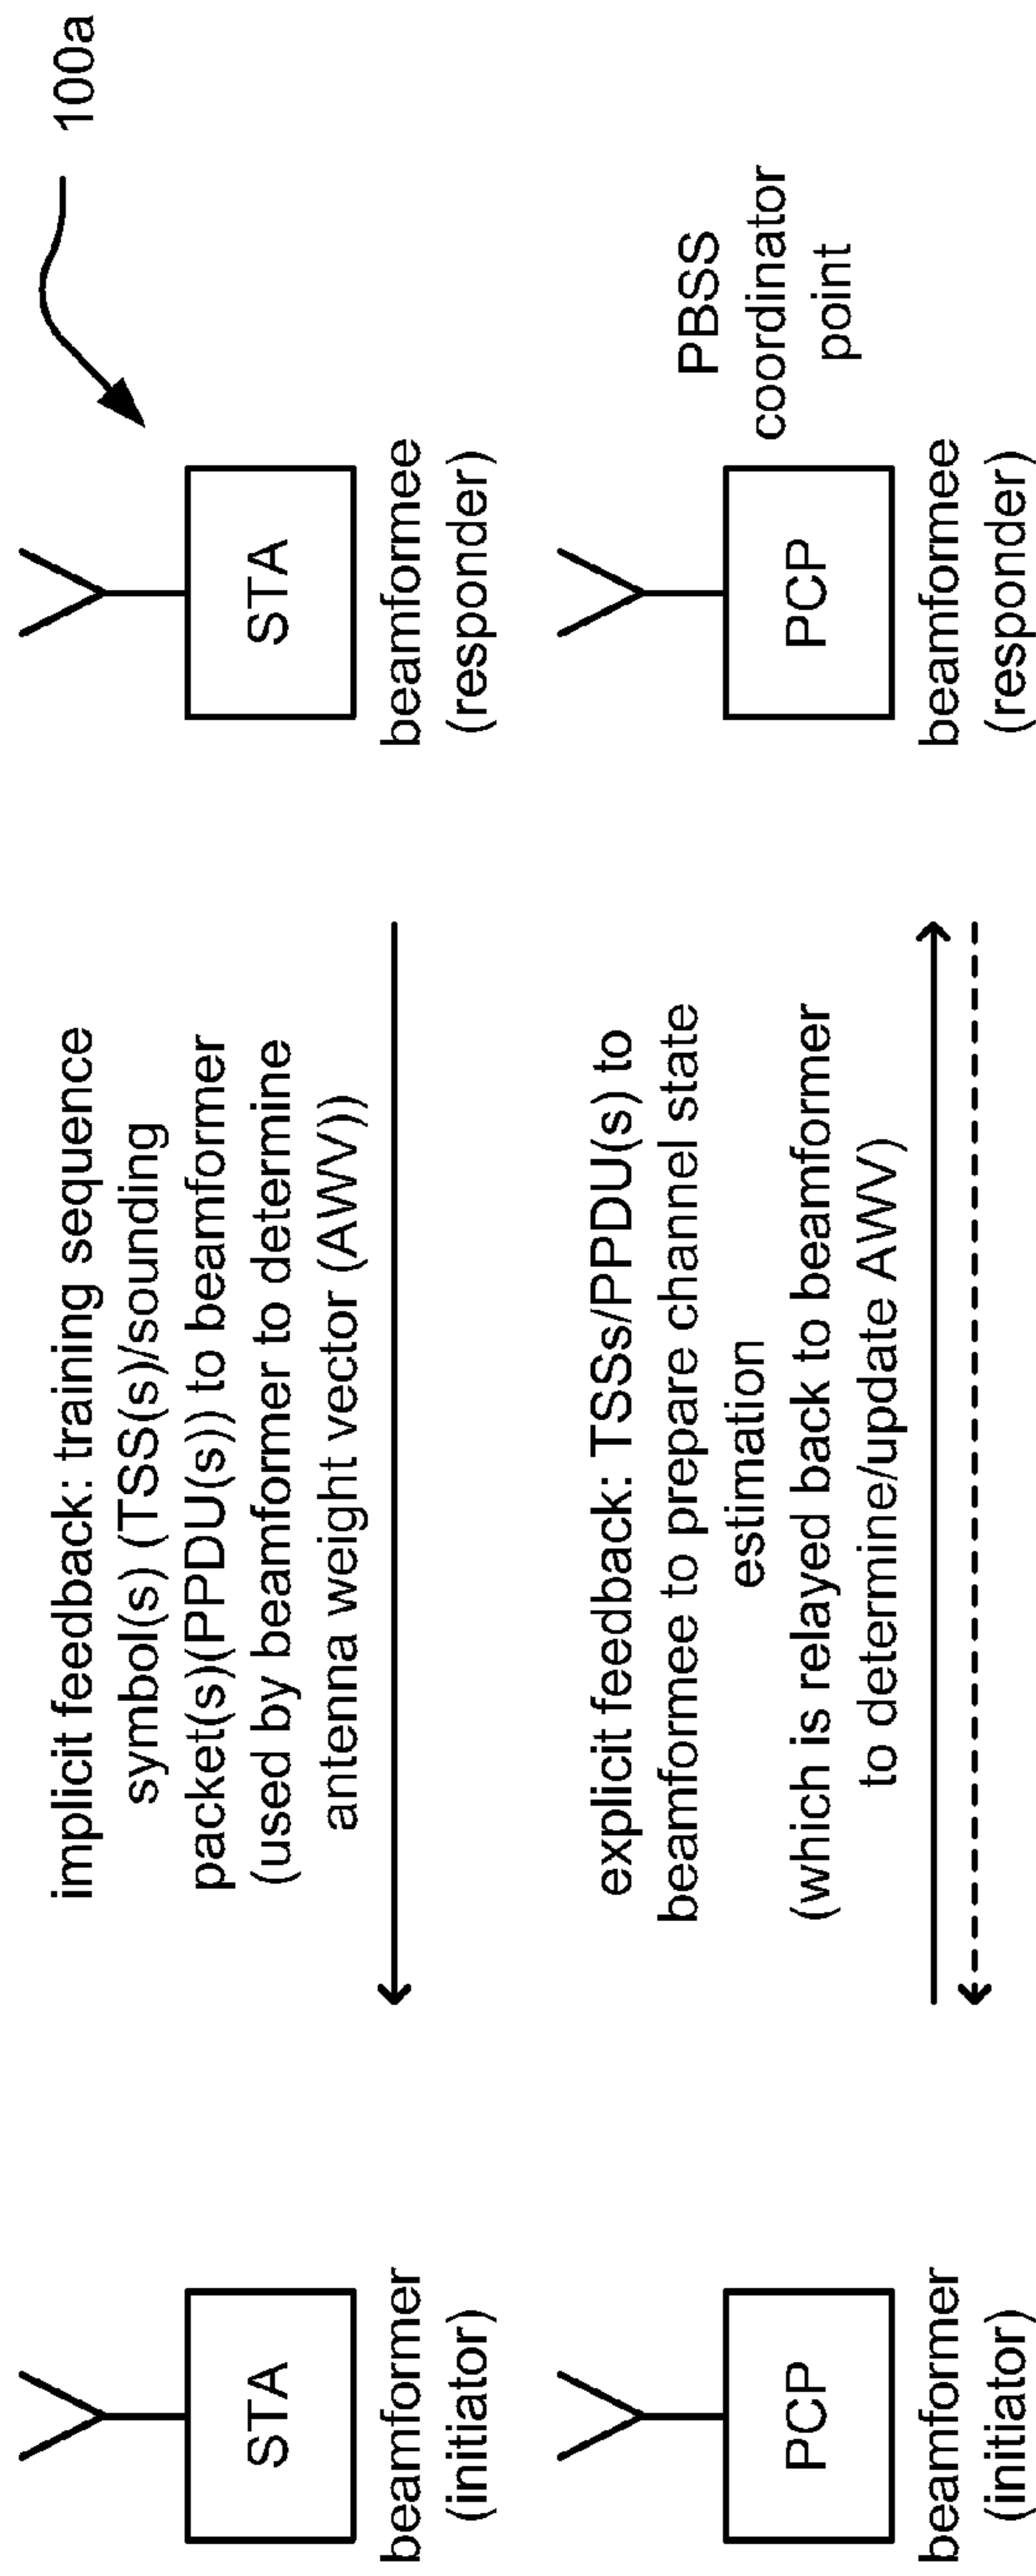 100a
STA
beamformer
(initiator)
implicit feedback: training sequence
symbol(s) (TSS(s)/sounding
packet(s)(PPDU(s)) to beamformer
(used by beamformer to determine
antenna weight vector (AWV))
STA
beamformee
(responder)
PCP
beamformer
(initiator)
explicit feedback: TSSs/PPDU(s) to
beamformee to prepare channel state
estimation
(which is relayed back to beamformer
to determine/update AWV)
PCP
beamformee
(responder)
PBSS
coordinator
point